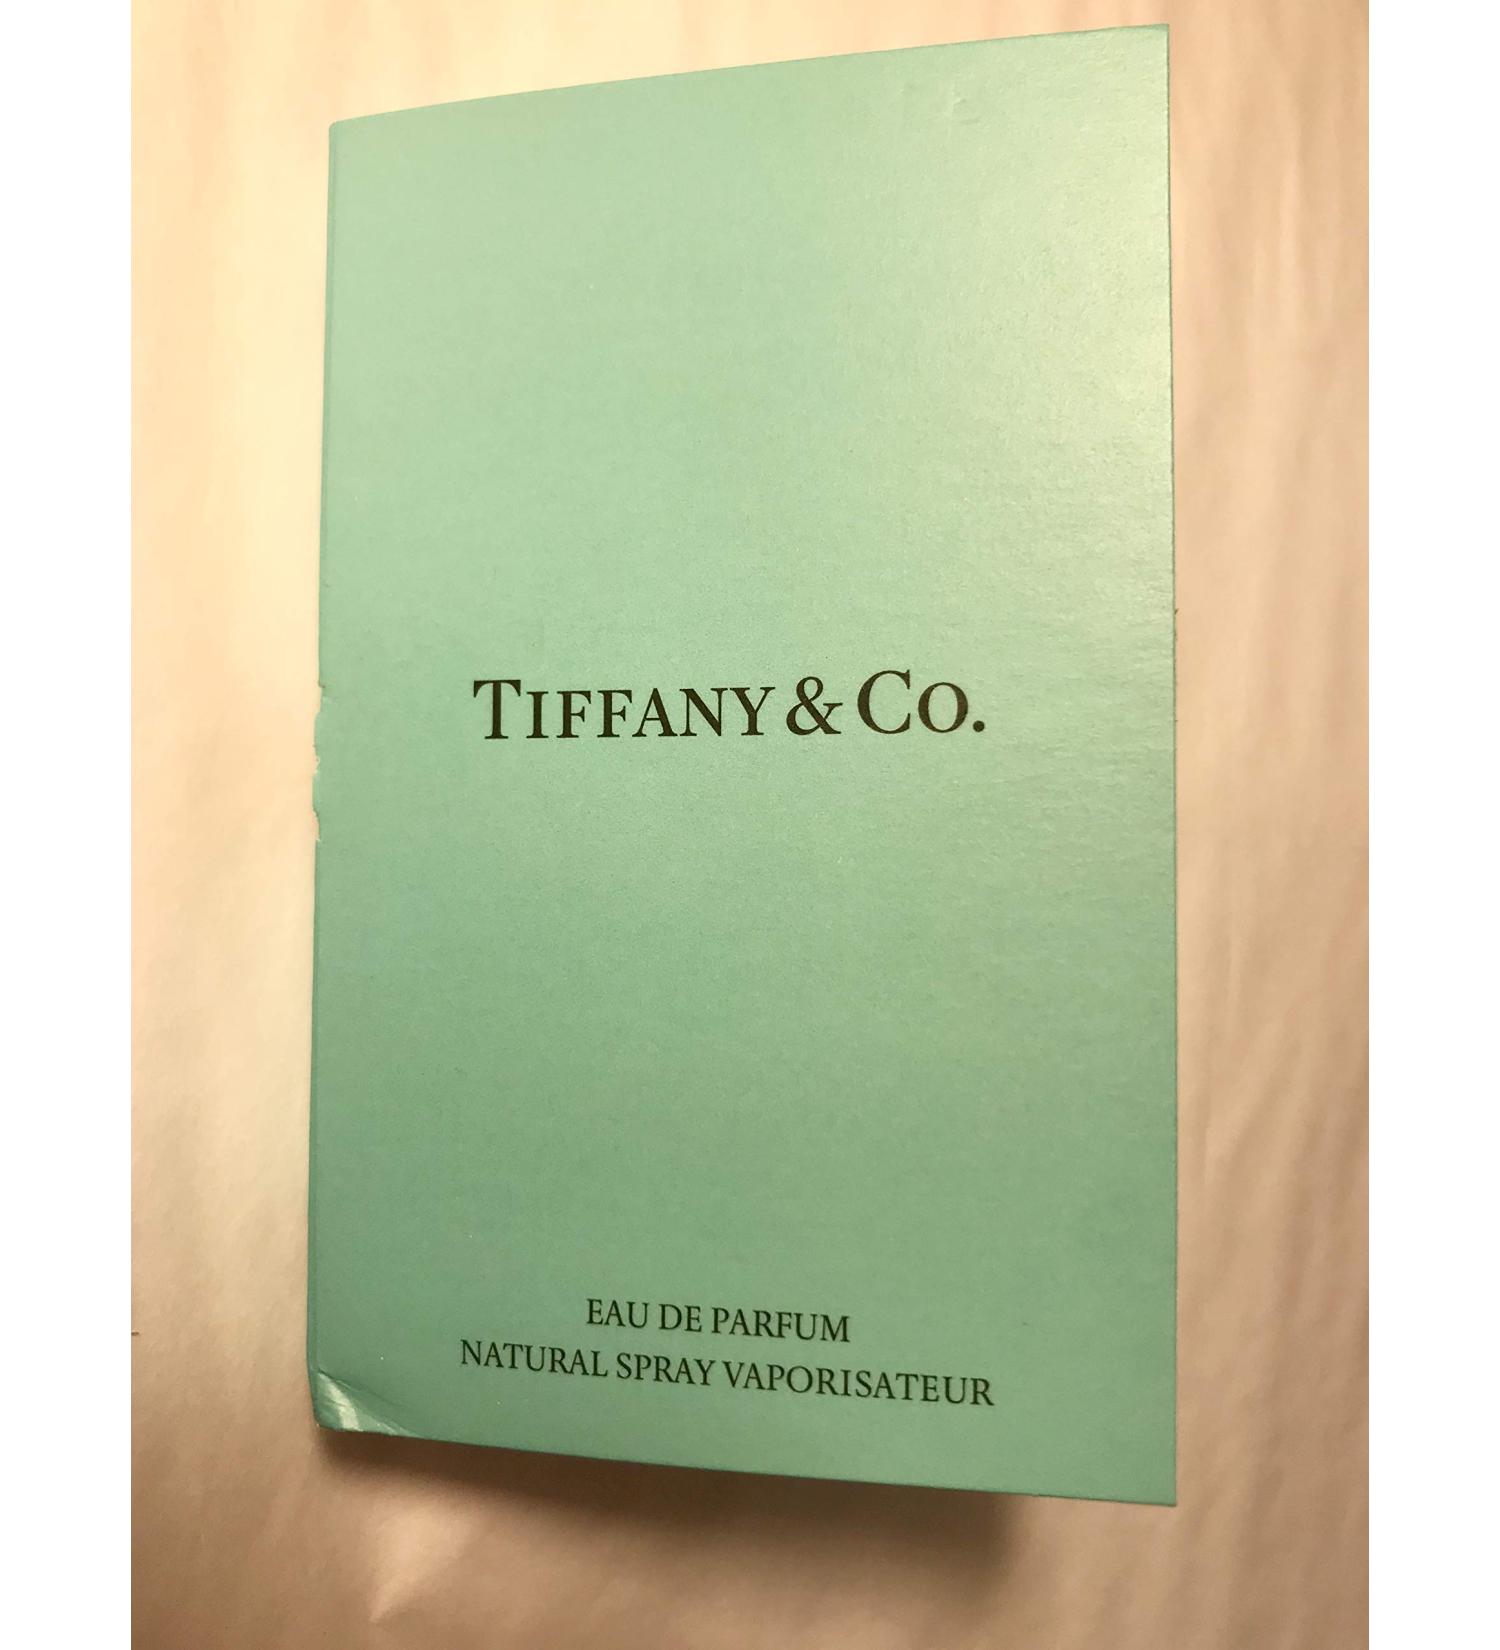 TIFFANY & CO.
EAU DE PARFUM
NATURAL SPRAY VAPORISATEUR